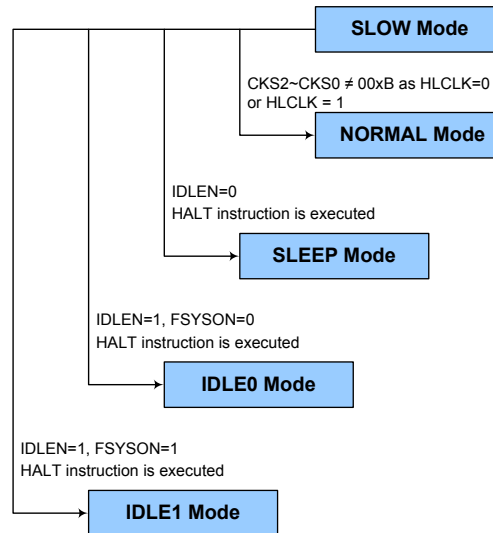 SLOW Mode
CKS2~CKS0 ≠ 00xB as HLCLK=0
or HLCLK = 1
NORMAL Mode
IDLEN=0
HALT instruction is executed
SLEEP Mode
IDLEN=1, FSYSON=0
HALT instruction is executed
IDLE0 Mode
IDLEN=1, FSYSON=1
HALT instruction is executed
IDLE1 Mode